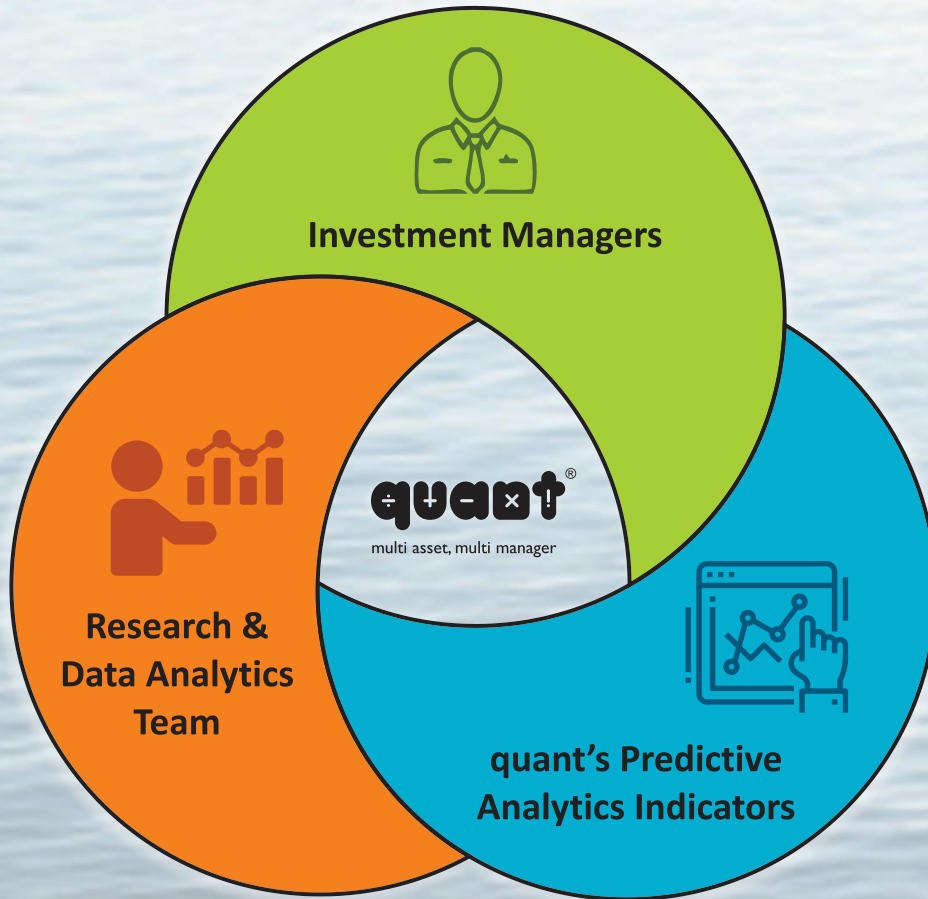 Investment Managers
quant®
multi asset, multi manager
Research &
Data Analytics
Team
quant’s Predictive
Analytics Indicators